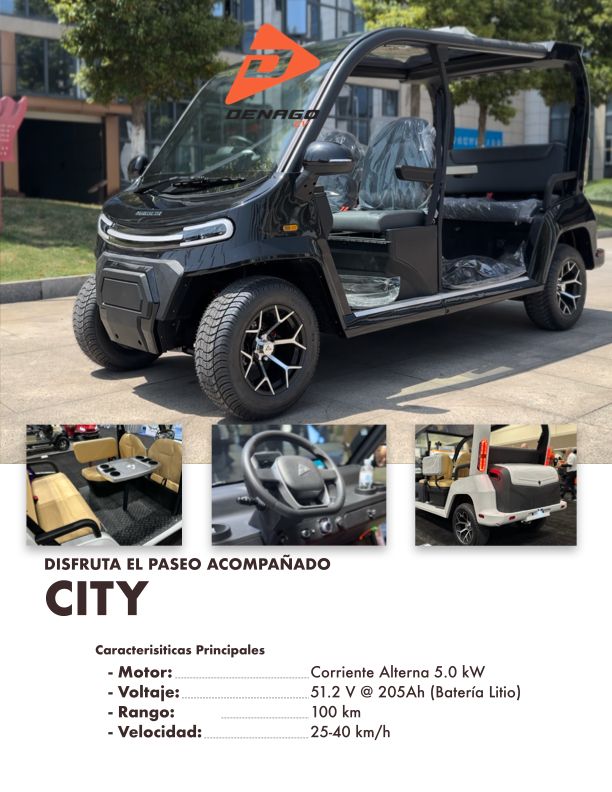 DENAGO
EV
DISFRUTA EL PASEO ACOMPAÑADO
CITY
Caracterisiticas Principales
- Motor: Corriente Alterna 5.0 kW
- Voltaje: 51.2 V @ 205Ah (Batería Litio)
- Rango: 100 km
- Velocidad: 25-40 km/h